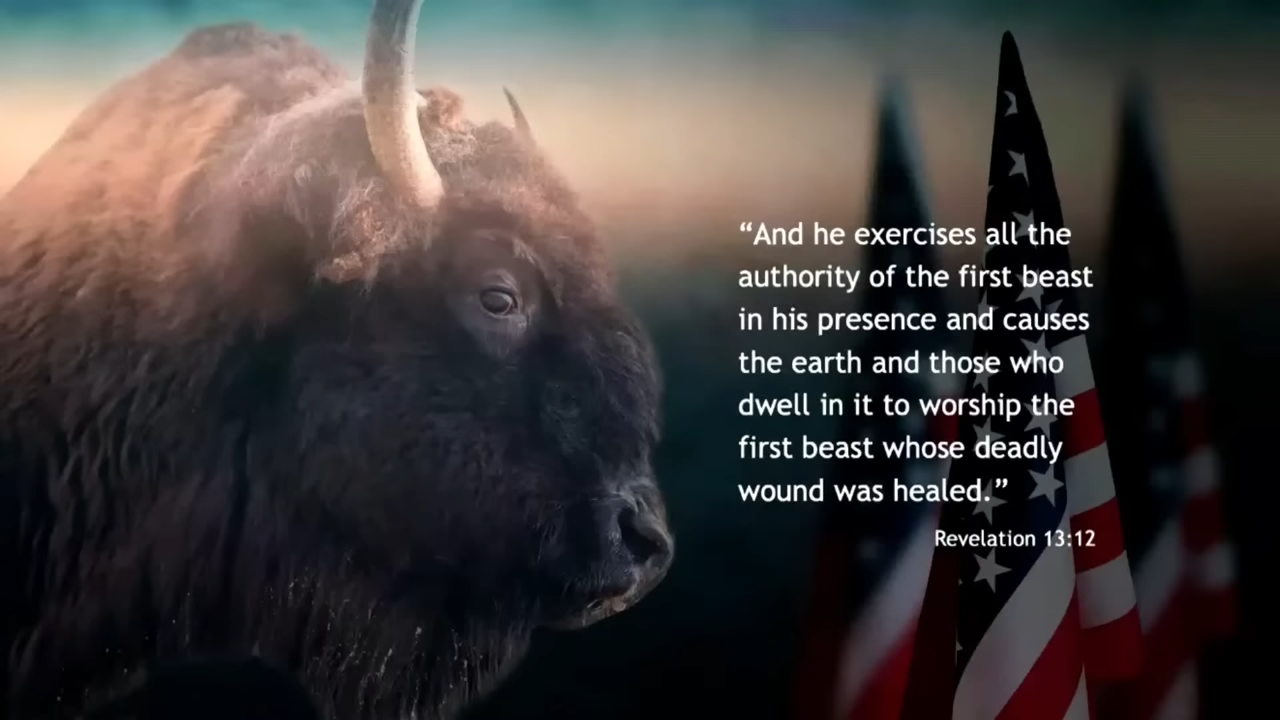 “And he exercises all the
authority of the first beast
in his presence and causes
the earth and those who
dwell in it to worship the
first beast whose deadly
wound was healed.”
Revelation 13:12